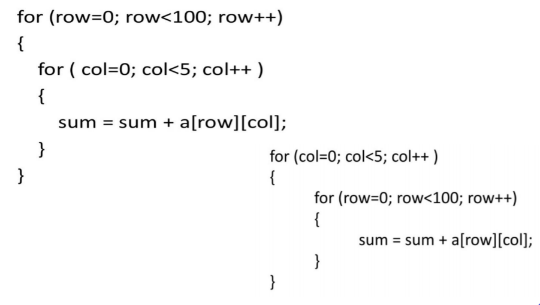 for (row=0; row<100; row++)
{
for ( col=0; col<5; col++ )
{
sum = sum + a[row][col];
}
}
for (col=0; col<5; col++ )
{
for (row=0; row<100; row++)
{
sum = sum + a[row][col];
}
}